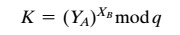 K = (Y_A)^{X_B} mod q